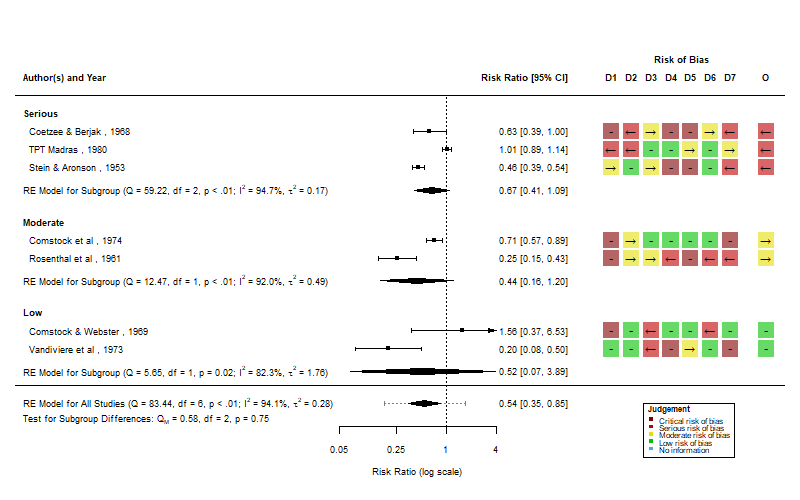 Risk of Bias
Author(s) and Year Risk Ratio [95% CI] D1 D2 D3 D4 D5 D6 D7 O
Serious
Coetzee & Berjak , 1968 0.63 [0.39, 1.00] - ← → - - → ← ←
TPT Madras , 1980 1.01 [0.89, 1.14] ← ← - - → - → ←
Stein & Aronson , 1953 0.46 [0.39, 0.54] → - → - - - ← ←
RE Model for Subgroup (Q = 59.22, df = 2, p < .01; I² = 94.7%, τ² = 0.17) 0.67 [0.41, 1.09]
Moderate
Comstock et al , 1974 0.71 [0.57, 0.89] - → - - - - - →
Rosenthal et al , 1961 0.25 [0.15, 0.43] - → → ← - ← ← →
RE Model for Subgroup (Q = 12.47, df = 1, p < .01; I² = 92.0%, τ² = 0.49) 0.44 [0.16, 1.20]
Low
Comstock & Webster , 1969 1.56 [0.37, 6.53] - - ← - - ← - -
Vandiviere et al , 1973 0.20 [0.08, 0.50] - - ← - → - - -
RE Model for Subgroup (Q = 5.65, df = 1, p = 0.02; I² = 82.3%, τ² = 1.76) 0.52 [0.07, 3.89]
RE Model for All Studies (Q = 83.44, df = 6, p < .01; I² = 94.1%, τ² = 0.28) 0.54 [0.35, 0.85]
Test for Subgroup Differences: Q_M = 0.58, df = 2, p = 0.75
0.05 0.25 1 4
Risk Ratio (log scale)
Judgement
Critical risk of bias
Serious risk of bias
Moderate risk of bias
Low risk of bias
No information